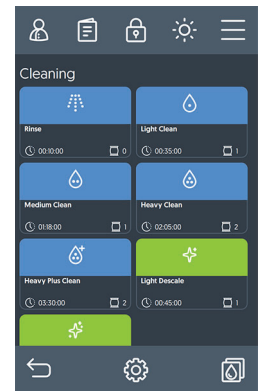 Cleaning
Rinse
Light Clean
00:10:00 0
00:35:00 1
Medium Clean
Heavy Clean
01:18:00 1
02:05:00 2
Heavy Plus Clean
Light Descale
03:30:00 2
00:45:00 1